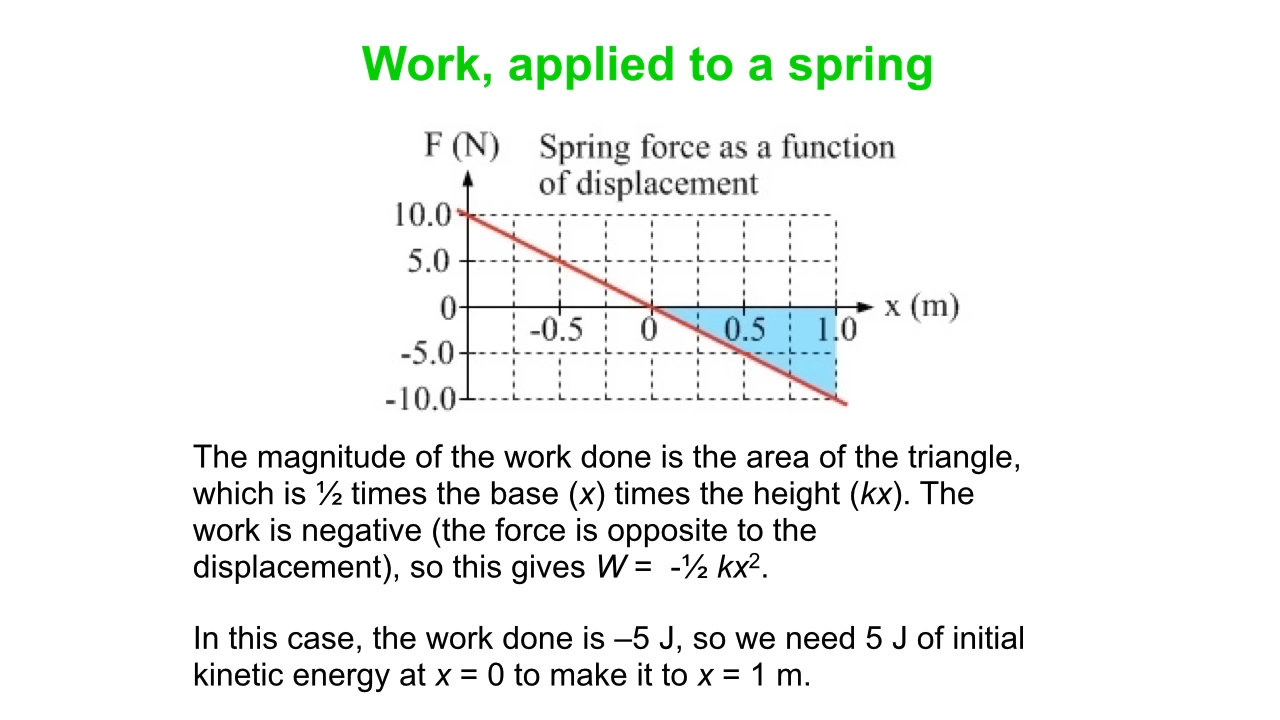 Work, applied to a spring
F (N)
Spring force as a function
of displacement
10.0
5.0
0
-5.0
-10.0
-0.5
0
0.5
1.0
x (m)
The magnitude of the work done is the area of the triangle,
which is ½ times the base (x) times the height (kx). The
work is negative (the force is opposite to the
displacement), so this gives W = -½ kx².
In this case, the work done is –5 J, so we need 5 J of initial
kinetic energy at x = 0 to make it to x = 1 m.